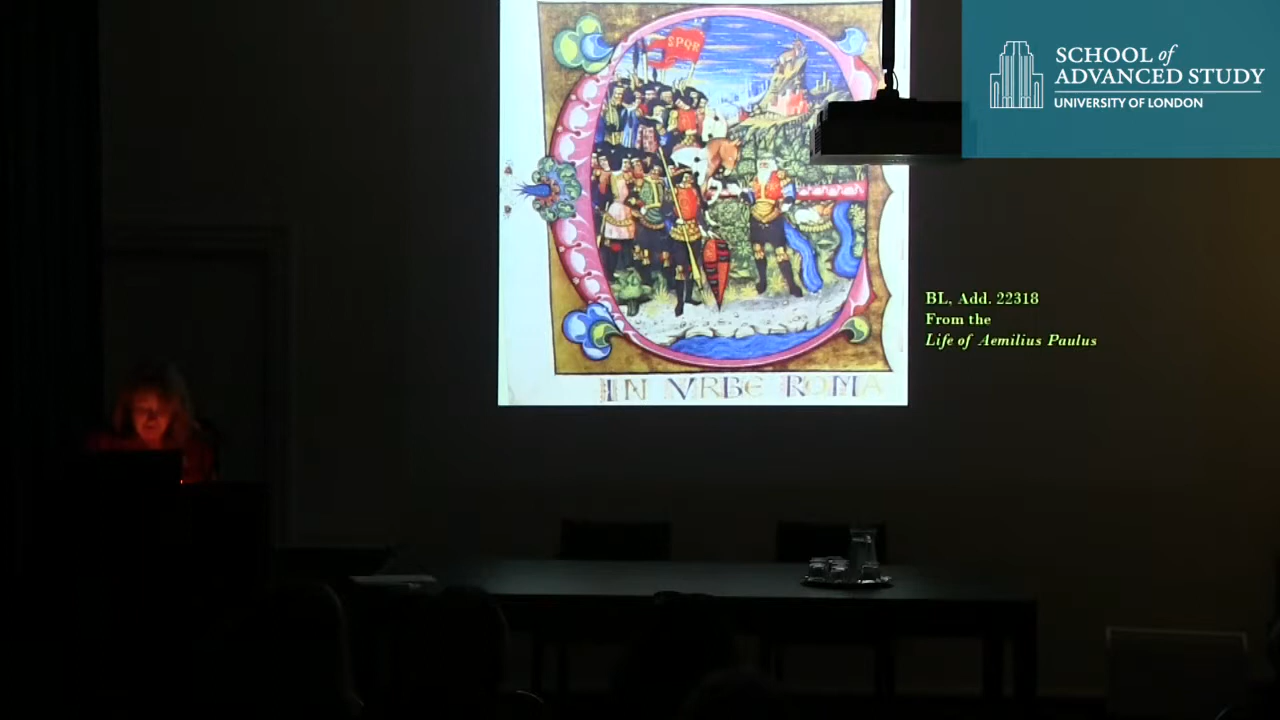 SPQR
SCHOOL of
ADVANCED STUDY
UNIVERSITY OF LONDON
BL, Add. 22318
From the
Life of Aemilius Paulus
IN VRBE ROMA